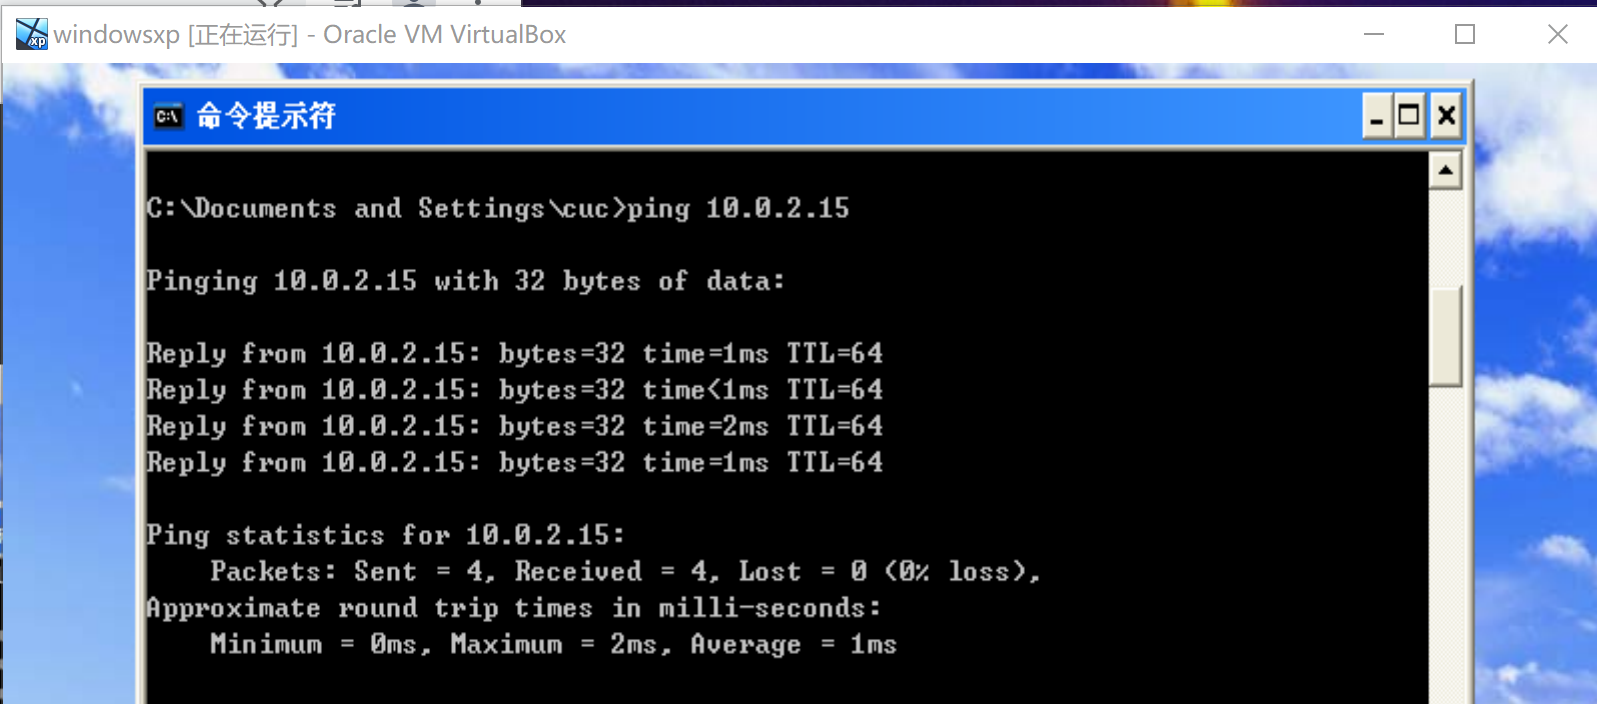 windowsxp [正在运行] - Oracle VM VirtualBox
命令提示符
C:\Documents and Settings\cuc>ping 10.0.2.15
Pinging 10.0.2.15 with 32 bytes of data:
Reply from 10.0.2.15: bytes=32 time=1ms TTL=64
Reply from 10.0.2.15: bytes=32 time<1ms TTL=64
Reply from 10.0.2.15: bytes=32 time=2ms TTL=64
Reply from 10.0.2.15: bytes=32 time=1ms TTL=64
Ping statistics for 10.0.2.15:
Packets: Sent = 4, Received = 4, Lost = 0 (0% loss),
Approximate round trip times in milli-seconds:
Minimum = 0ms, Maximum = 2ms, Average = 1ms